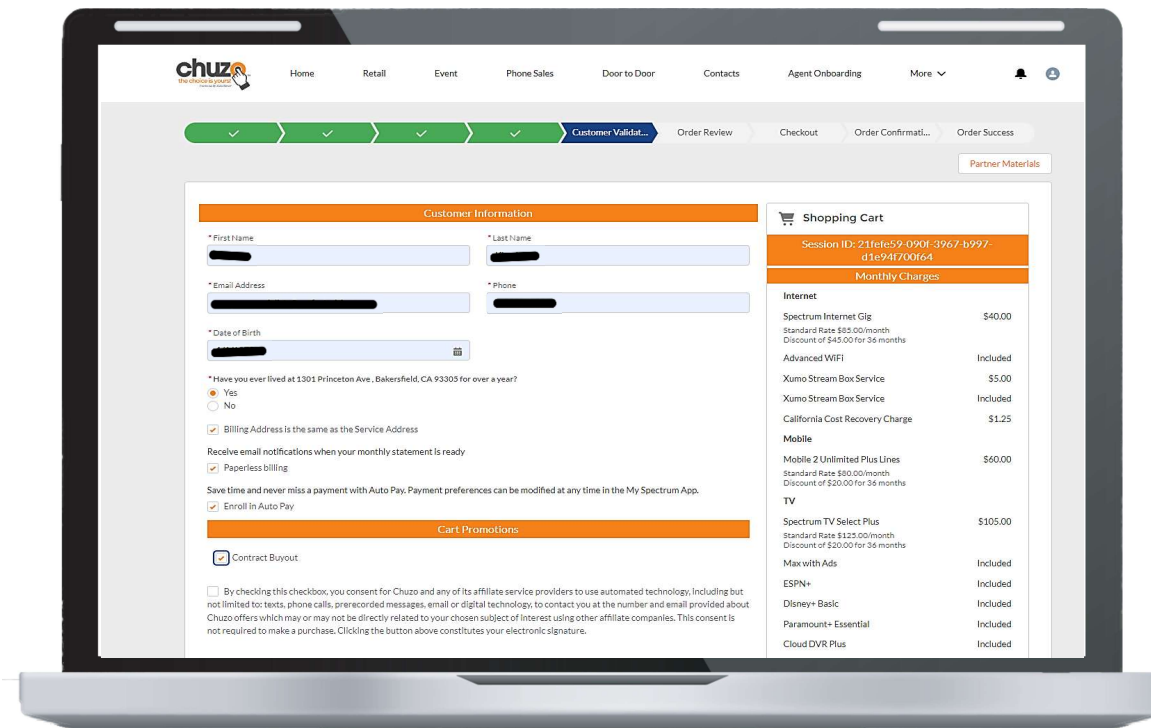 chuzo
the choice is yours!
Home
Retail
Event
Phone Sales
Door to Door
Contacts
Agent Onboarding
More
Customer Validat...
Order Review
Checkout
Order Confirmati...
Order Success
Partner Materials
Customer Information
* First Name
* Last Name
* Email Address
* Phone
* Date of Birth
* Have you ever lived at 1301 Princeton Ave , Bakersfield, CA 93305 for over a year?
Yes
No
Billing Address is the same as the Service Address
Receive email notifications when your monthly statement is ready
Paperless billing
Save time and never miss a payment with Auto Pay. Payment preferences can be modified at any time in the My Spectrum App.
Enroll in Auto Pay
Cart Promotions
Contract Buyout
By checking this checkbox, you consent for Chuzo and any of its affiliate service providers to use automated technology, including but
not limited to: texts, phone calls, prerecorded messages, email or digital technology, to contact you at the number and email provided about
Chuzo offers which may or may not be directly related to your chosen subject of interest using other affiliate companies. This consent is
not required to make a purchase. Clicking the button above constitutes your electronic signature.
Shopping Cart
Session ID: 21fefe59-090f-3967-b997-
d1e94f700f64
Monthly Charges
Internet
Spectrum Internet Gig $40.00
Standard Rate $85.00/month
Discount of $45.00 for 36 months
Advanced WiFi Included
Xumo Stream Box Service $5.00
Xumo Stream Box Service Included
California Cost Recovery Charge $1.25
Mobile
Mobile 2 Unlimited Plus Lines $60.00
Standard Rate $80.00/month
Discount of $20.00 for 36 months
TV
Spectrum TV Select Plus $105.00
Standard Rate $125.00/month
Discount of $20.00 for 36 months
Max with Ads Included
ESPN+ Included
Disney+ Basic Included
Paramount+ Essential Included
Cloud DVR Plus Included